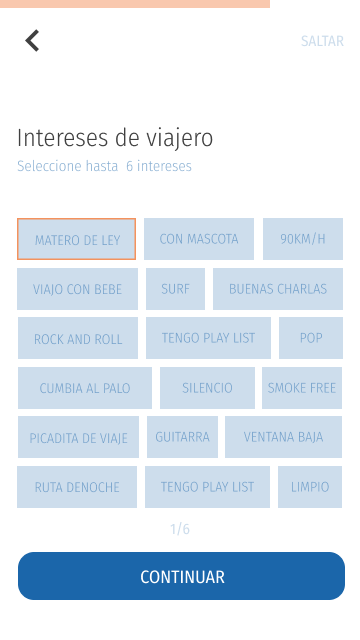 SALTAR
Intereses de viajero
Seleccione hasta 6 intereses
MATERO DE LEY CON MASCOTA 90KM/H
VIAJO CON BEBE SURF BUENAS CHARLAS
ROCK AND ROLL TENGO PLAY LIST POP
CUMBIA AL PALO SILENCIO SMOKE FREE
PICADITA DE VIAJE GUITARRA VENTANA BAJA
RUTA DENOCHE TENGO PLAY LIST LIMPIO
1/6
CONTINUAR